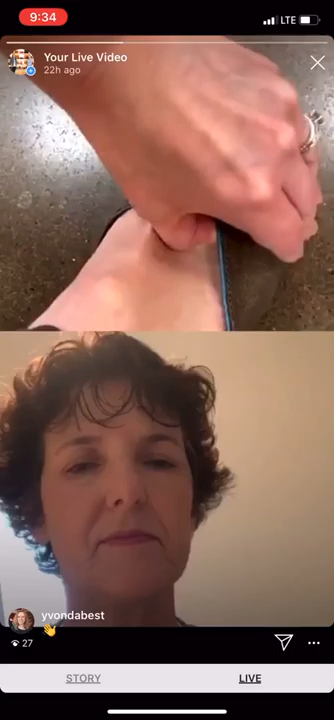 9:34
LTE
Your Live Video
22h ago
yvondabest
👋
27
STORY
LIVE